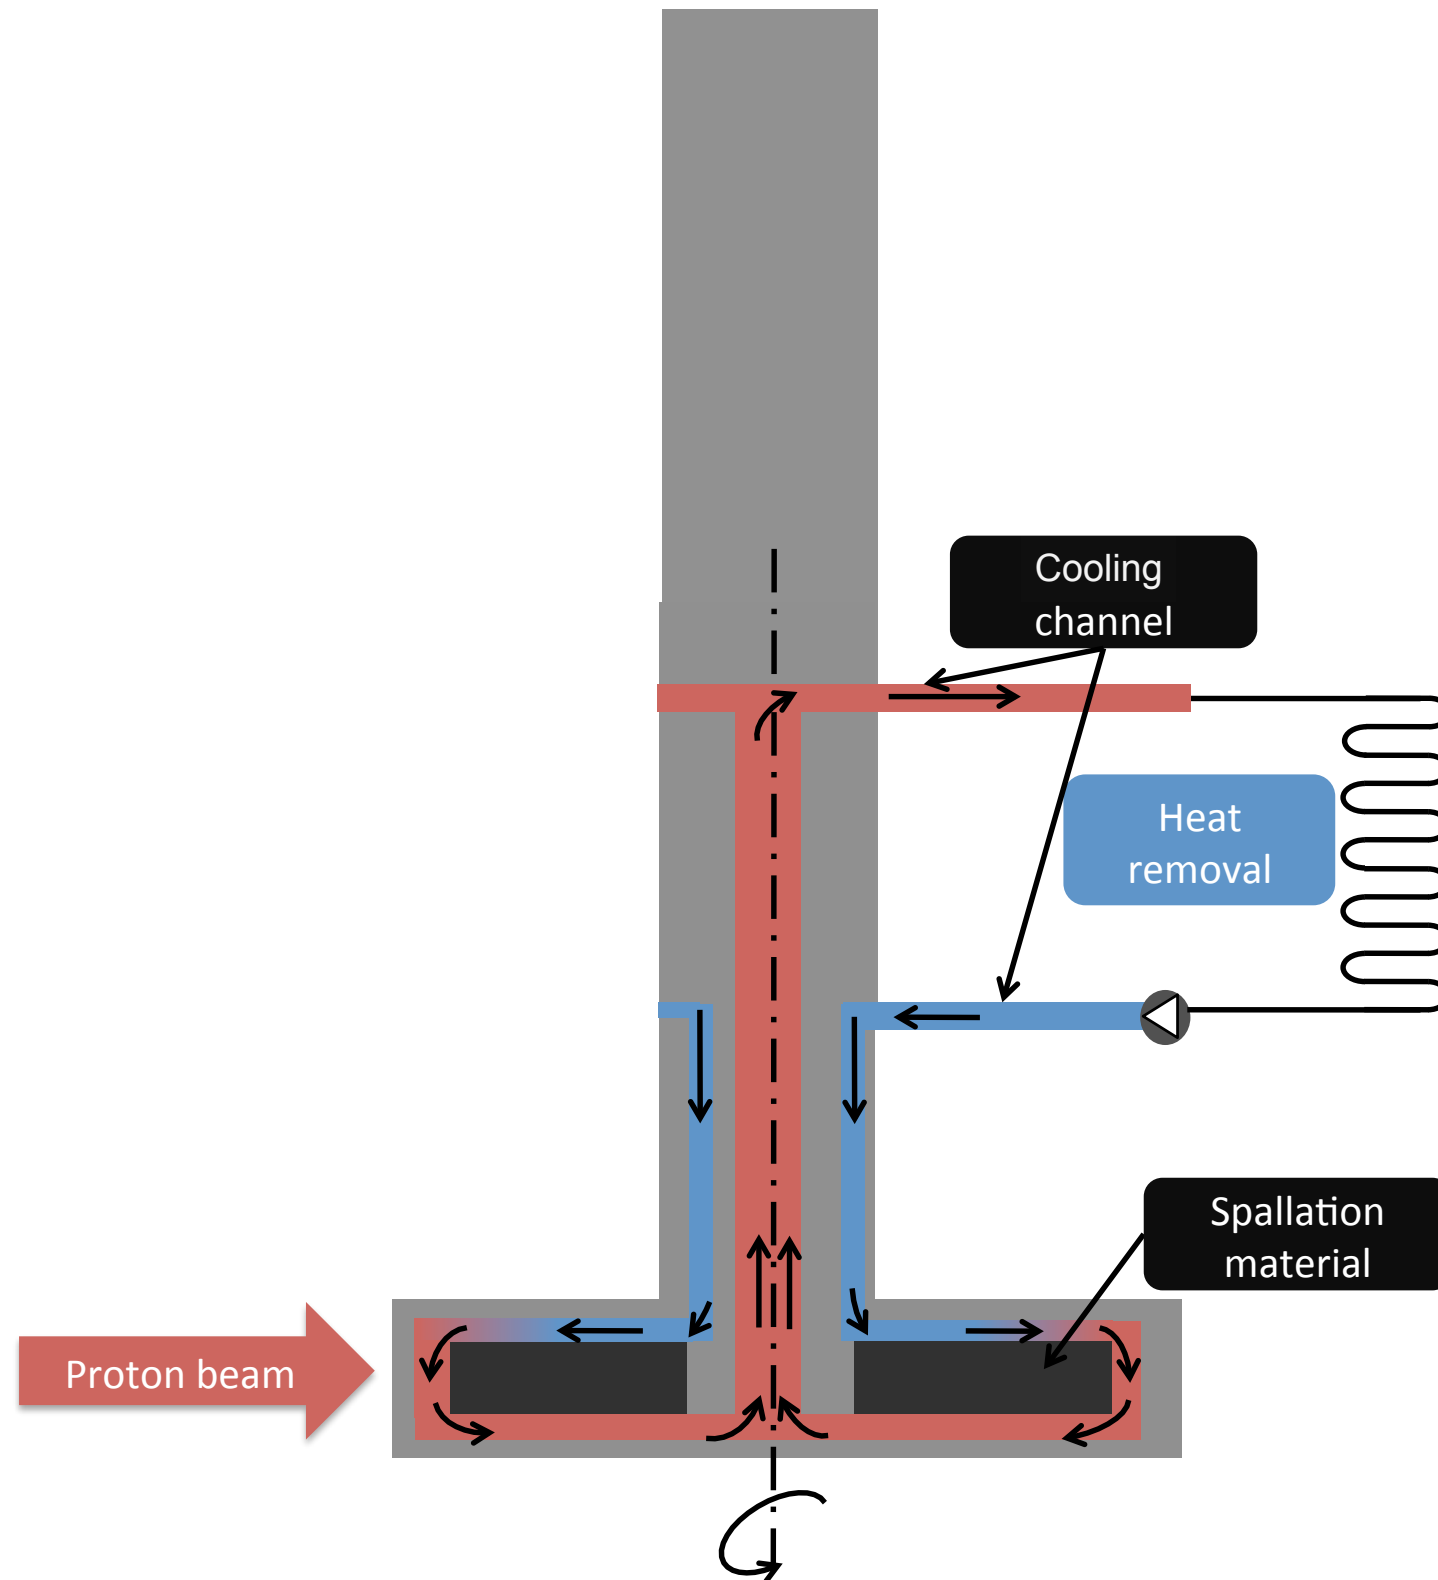 Cooling
channel
Heat
removal
Spallation
material
Proton beam